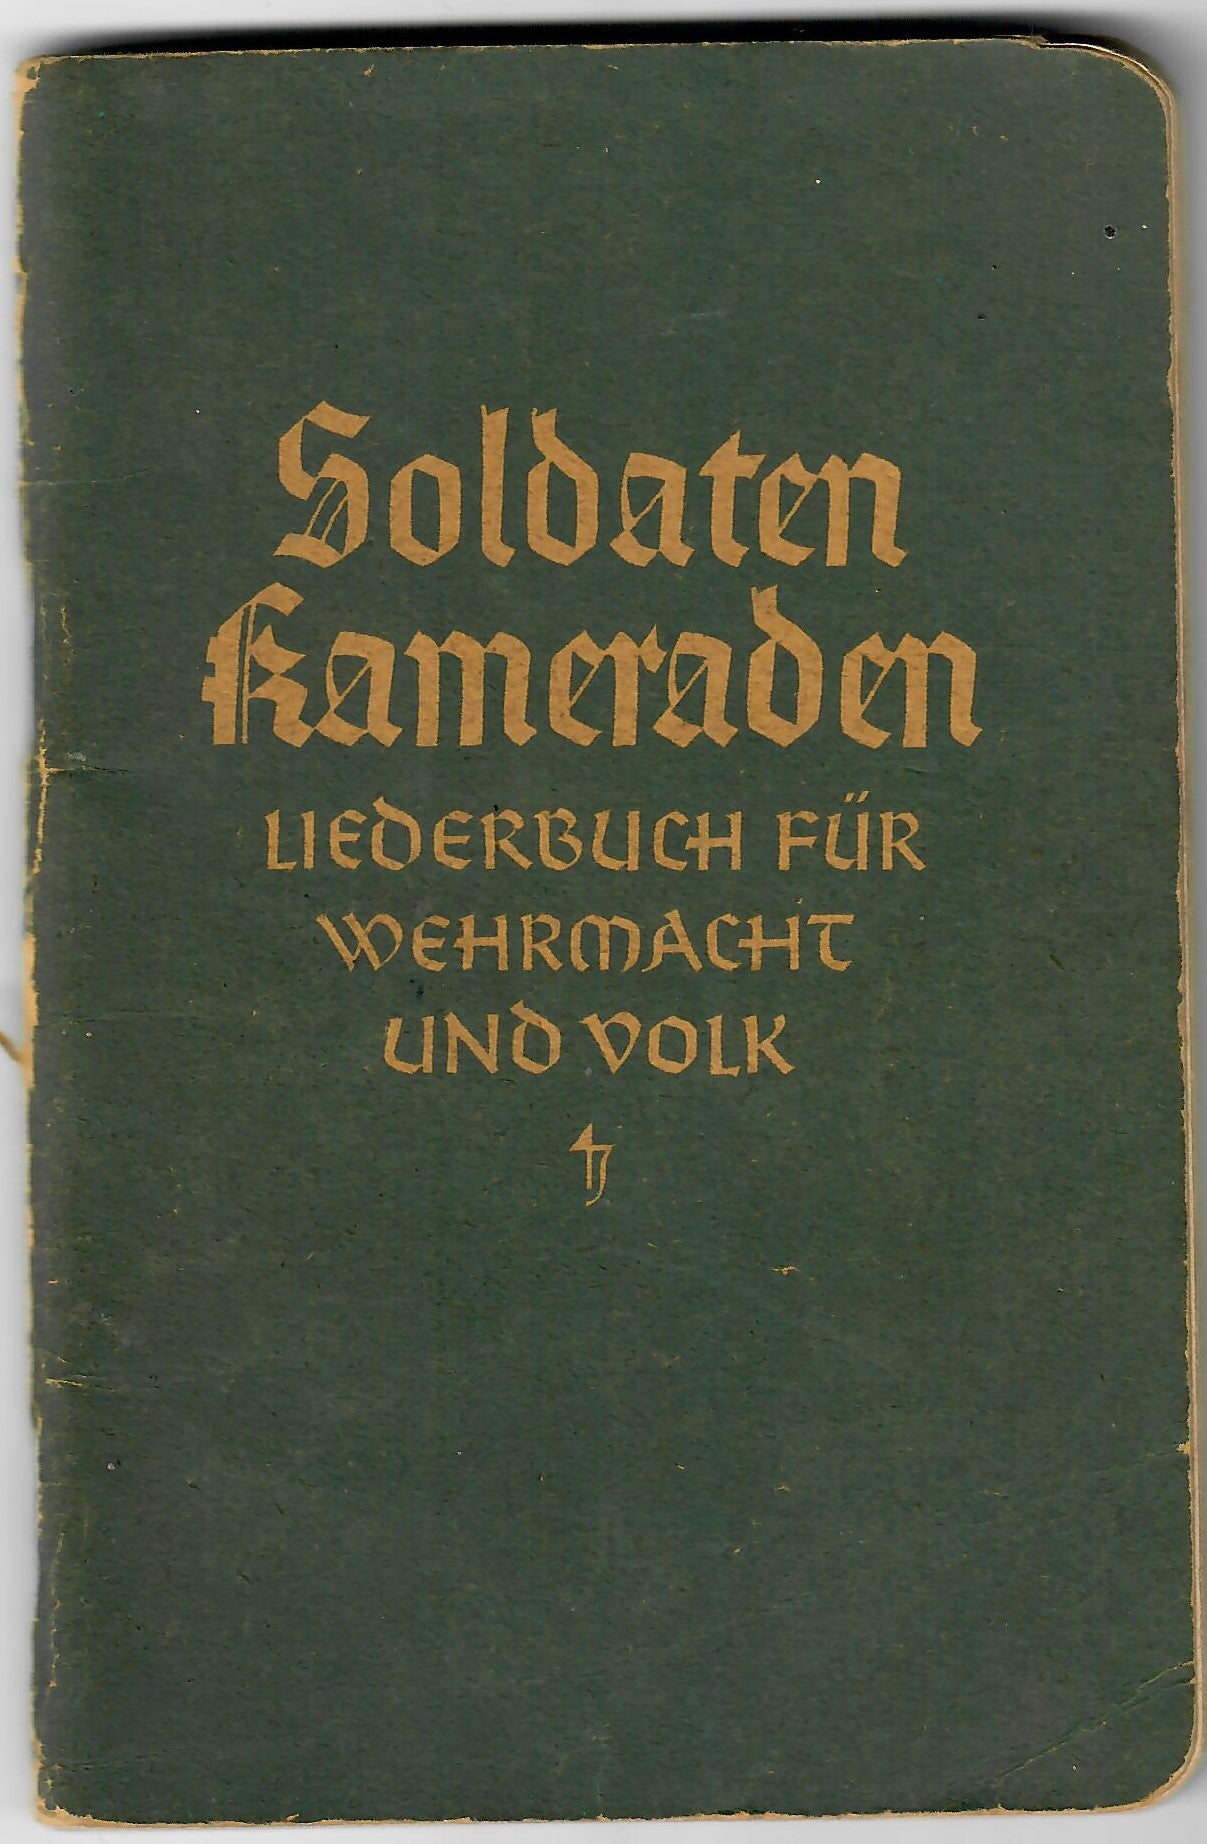 Soldaten
Kameraden
LIEDERBUCH FÜR
WEHRMACHT
UND VOLK